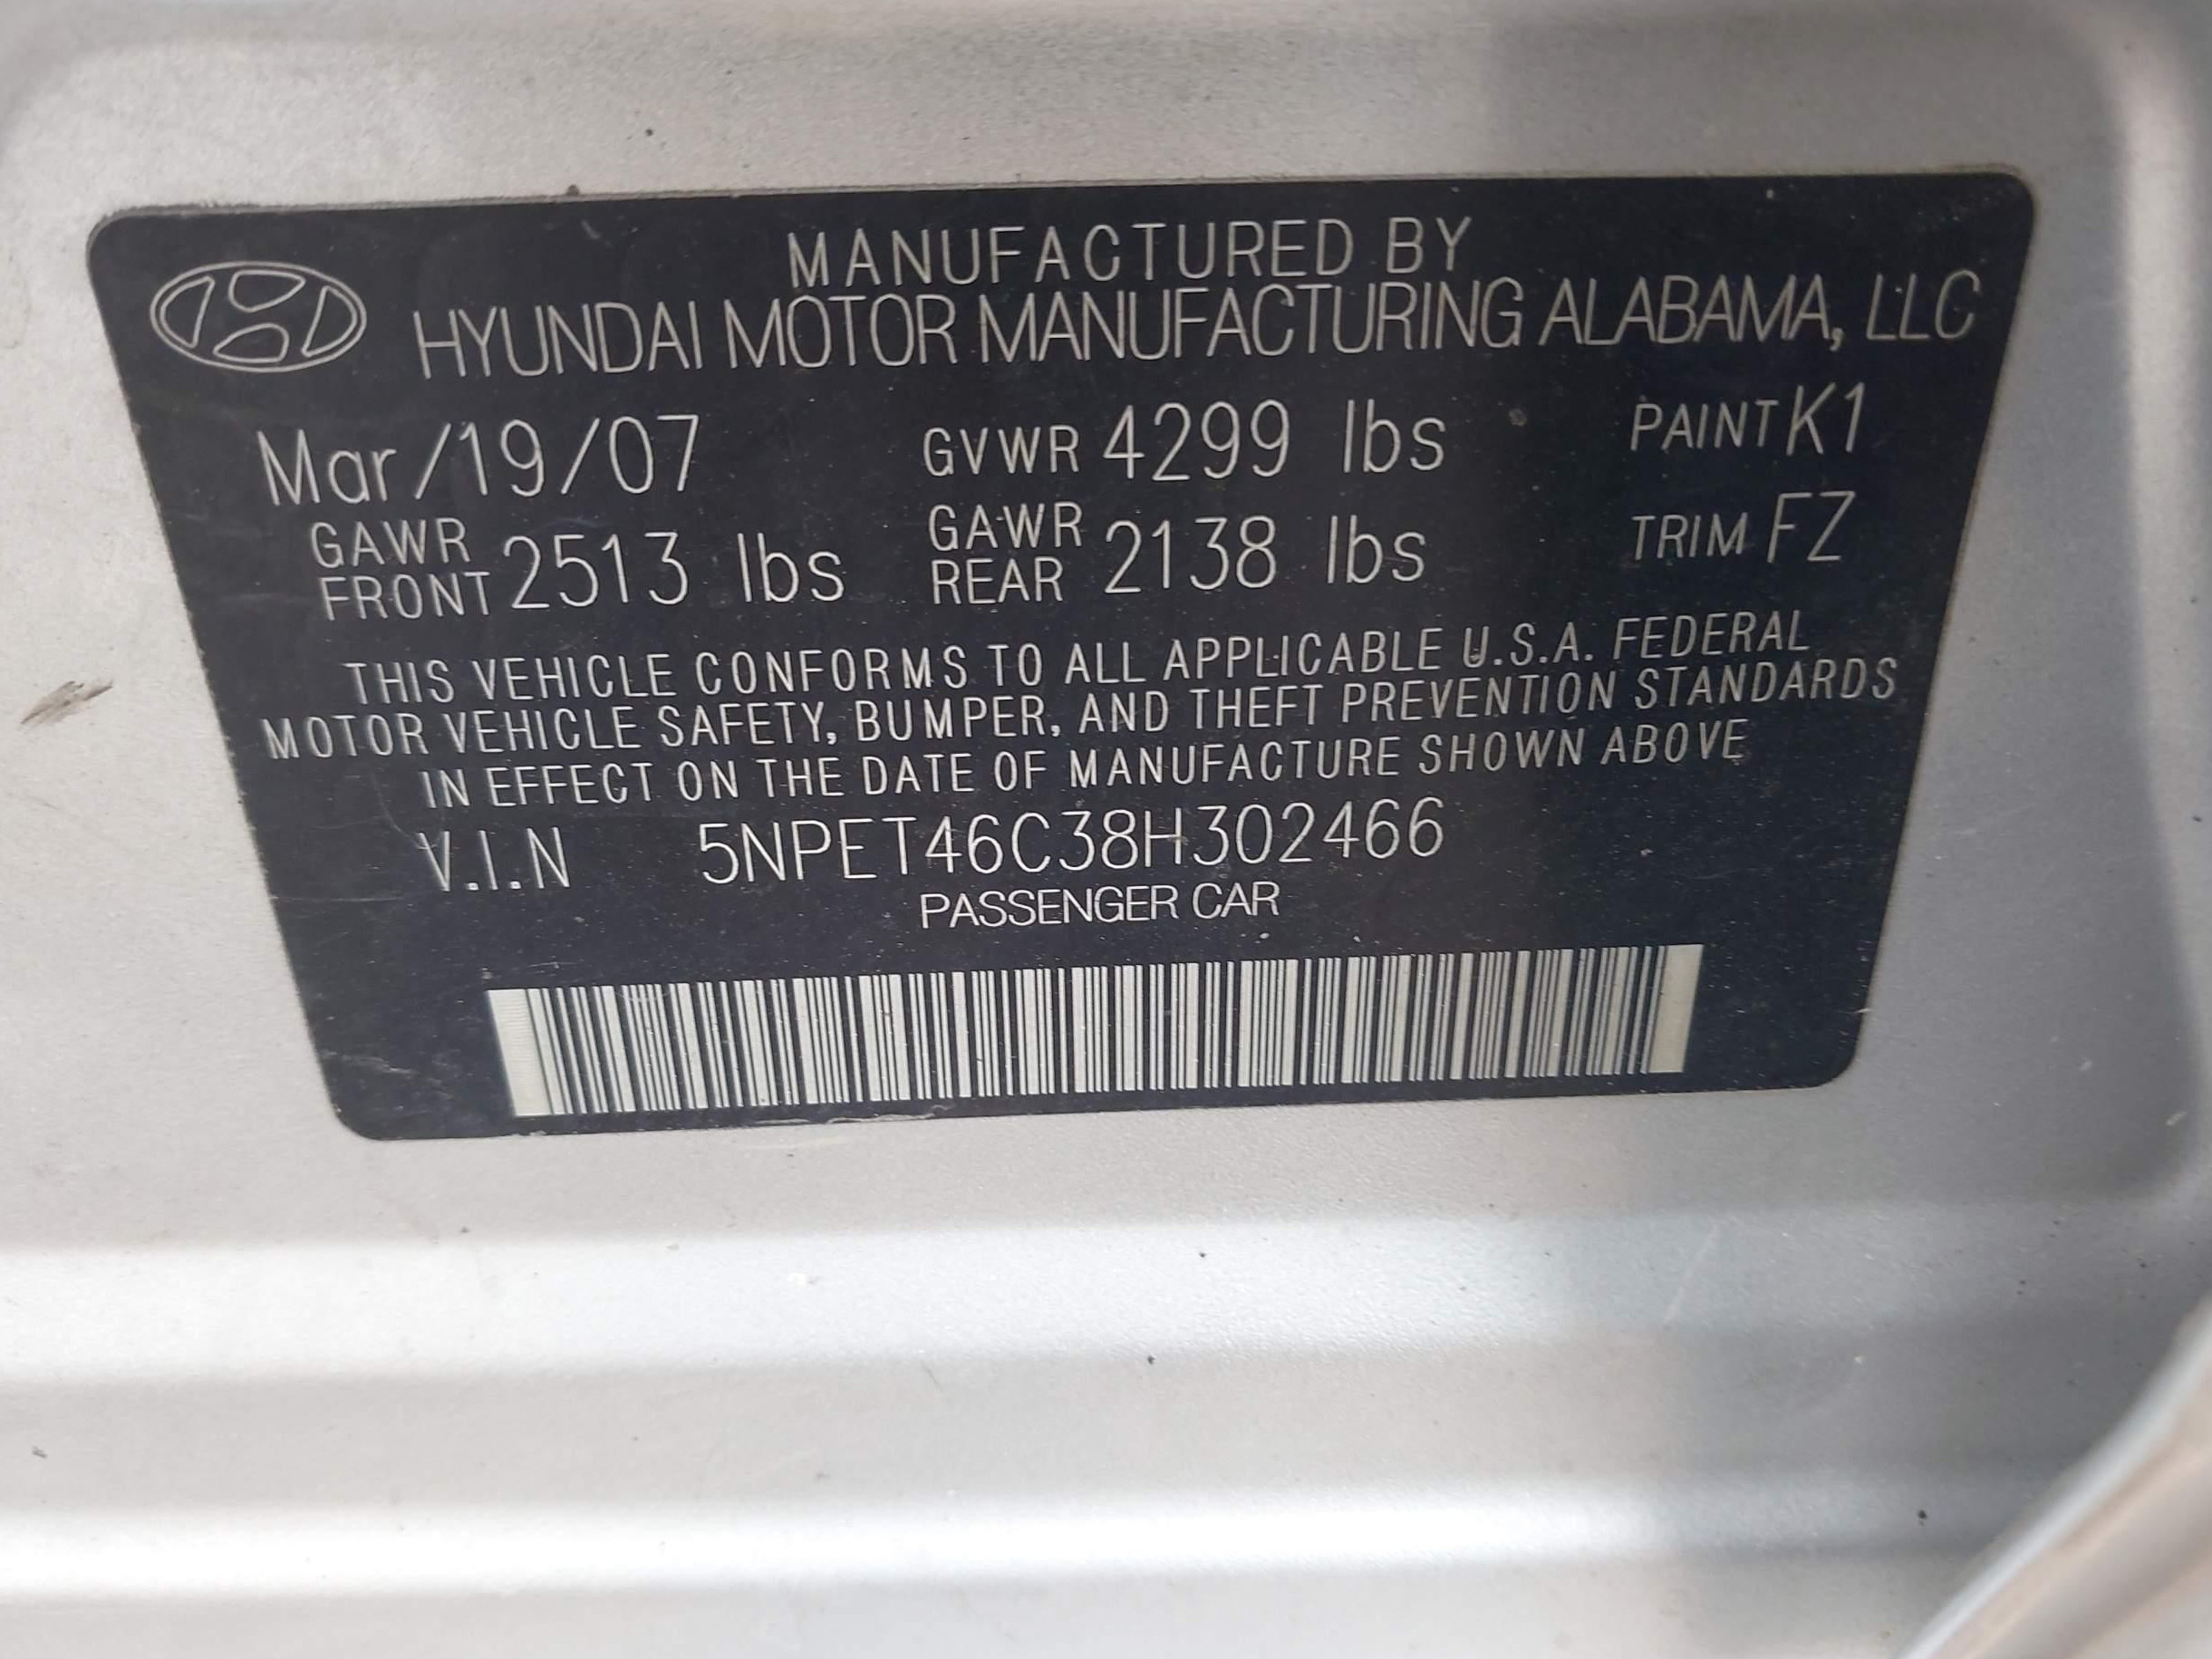 MANUFACTURED BY
HYUNDAI MOTOR MANUFACTURING ALABAMA, LLC
Mar/19/07 GVWR 4299 lbs PAINT K1
GAWR FRONT 2513 lbs GAWR REAR 2138 lbs TRIM FZ
THIS VEHICLE CONFORMS TO ALL APPLICABLE U.S.A. FEDERAL
MOTOR VEHICLE SAFETY, BUMPER, AND THEFT PREVENTION STANDARDS
IN EFFECT ON THE DATE OF MANUFACTURE SHOWN ABOVE
V.I.N 5NPET46C38H302466
PASSENGER CAR